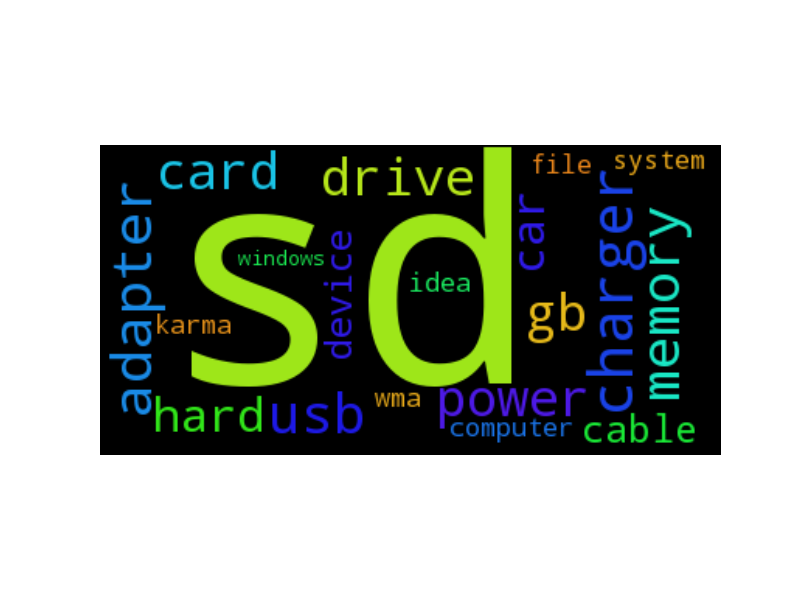 card
drive
file
system
adapter
sd
windows
device
idea
car
charger
memory
karma
gb
hard
usb
wma
power
computer
cable